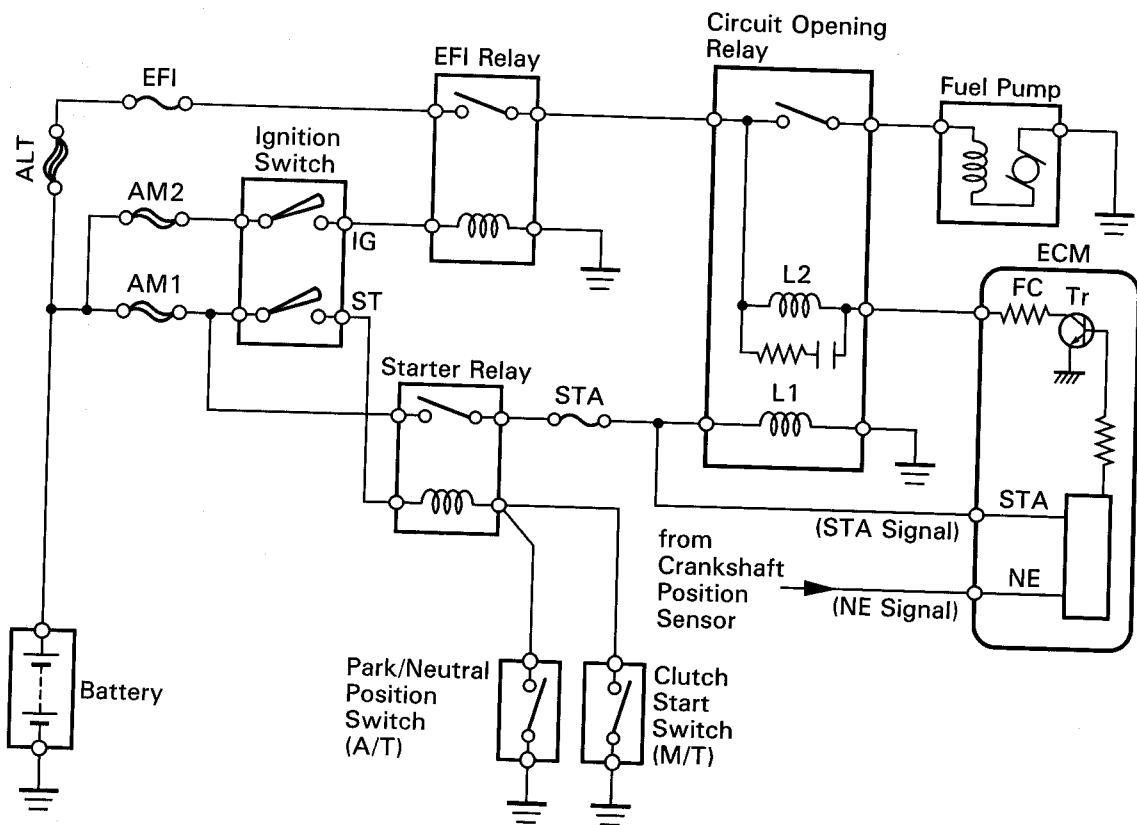 Circuit Opening
Relay
EFI Relay
EFI
Fuel Pump
Ignition
Switch
ALT
AM2
IG
ECM
AM1
ST
L2
FC
Tr
Starter Relay
STA
L1
STA
(STA Signal)
from
Crankshaft
Position
Sensor
NE
(NE Signal)
Battery
Park/Neutral
Position
Switch
(A/T)
Clutch
Start
Switch
(M/T)